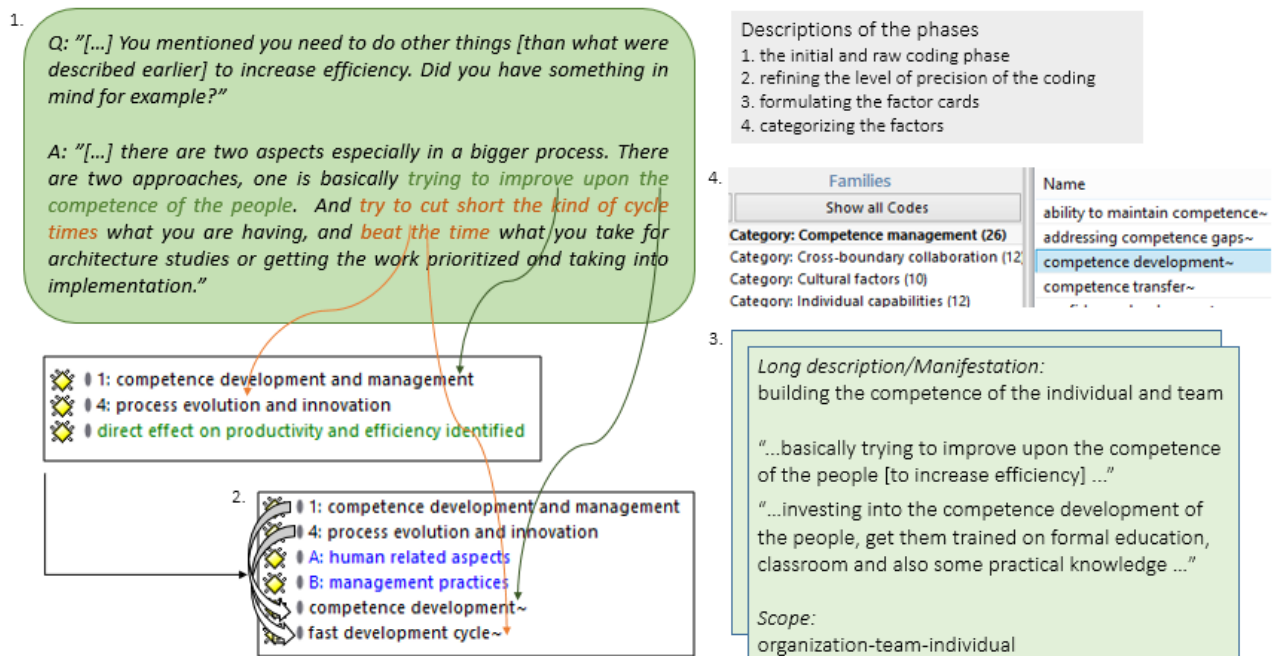 1.
Q: "[…] You mentioned you need to do other things [than what were
described earlier] to increase efficiency. Did you have something in
mind for example?"
A: "[…] there are two aspects especially in a bigger process. There
are two approaches, one is basically trying to improve upon the
competence of the people. And try to cut short the kind of cycle
times what you are having, and beat the time what you take for
architecture studies or getting the work prioritized and taking into
implementation."
1: competence development and management
4: process evolution and innovation
direct effect on productivity and efficiency identified
2.
1: competence development and management
4: process evolution and innovation
A: human related aspects
B: management practices
competence development~
fast development cycle~
Descriptions of the phases
1. the initial and raw coding phase
2. refining the level of precision of the coding
3. formulating the factor cards
4. categorizing the factors
4.
Families
Show all Codes
Category: Competence management (26)
Category: Cross-boundary collaboration (12)
Category: Cultural factors (10)
Category: Individual capabilities (12)
Name
ability to maintain competence~
addressing competence gaps~
competence development~
competence transfer~
3.
Long description/Manifestation:
building the competence of the individual and team
"…basically trying to improve upon the competence
of the people [to increase efficiency] …"
"…investing into the competence development of
the people, get them trained on formal education,
classroom and also some practical knowledge …"
Scope:
organization-team-individual